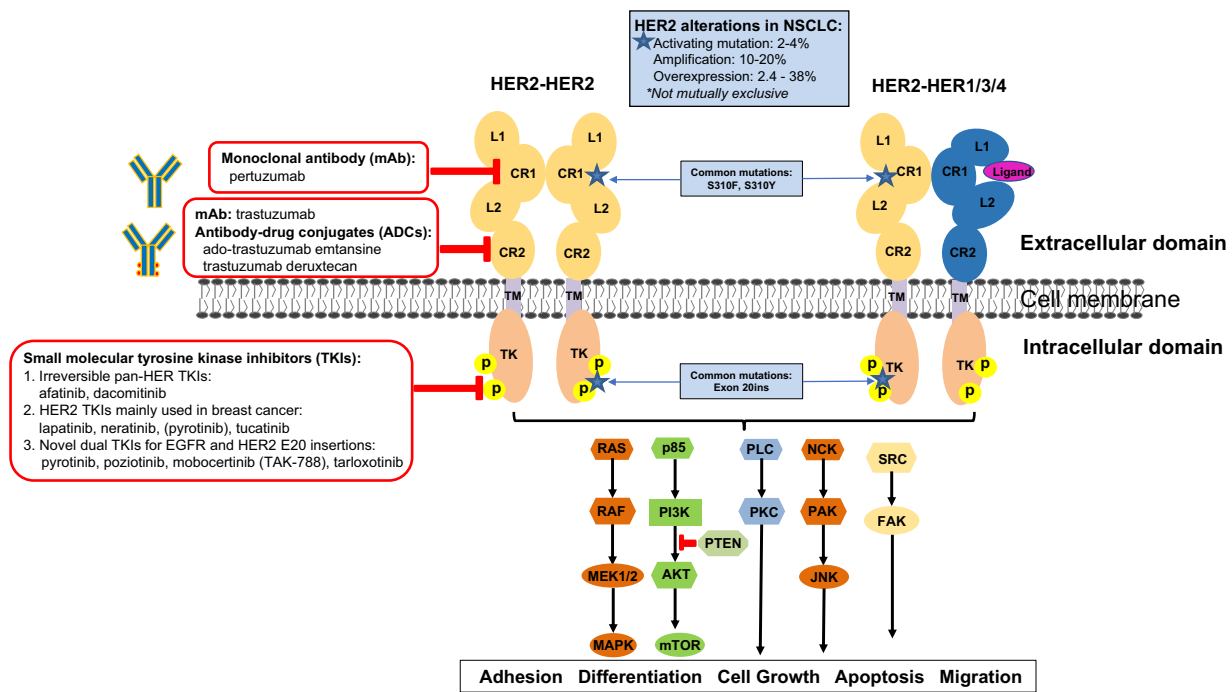 HER2 alterations in NSCLC:
Activating mutation: 2-4%
Amplification: 10-20%
Overexpression: 2.4 - 38%
*Not mutually exclusive
HER2-HER2
HER2-HER1/3/4
Monoclonal antibody (mAb):
pertuzumab
mAb: trastuzumab
Antibody-drug conjugates (ADCs):
ado-trastuzumab emtansine
trastuzumab deruxtecan
L1
L1
CR1
CR1
L2
L2
CR2
CR2
TM
TM
TK
TK
p
p
p
p
Common mutations:
S310F, S310Y
L1
L1
CR1
CR1
Ligand
L2
L2
CR2
CR2
TM
TM
TK
TK
p
p
p
p
Extracellular domain
Cell membrane
Intracellular domain
Small molecular tyrosine kinase inhibitors (TKIs):
1. Irreversible pan-HER TKIs:
afatinib, dacomitinib
2. HER2 TKIs mainly used in breast cancer:
lapatinib, neratinib, (pyrotinib), tucatinib
3. Novel dual TKIs for EGFR and HER2 E20 insertions:
pyrotinib, poziotinib, mobocertinib (TAK-788), tarloxotinib
Common mutations:
Exon 20ins
RAS
RAF
MEK1/2
MAPK
p85
PI3K
PTEN
AKT
mTOR
PLC
PKC
NCK
PAK
JNK
SRC
FAK
Adhesion Differentiation Cell Growth Apoptosis Migration